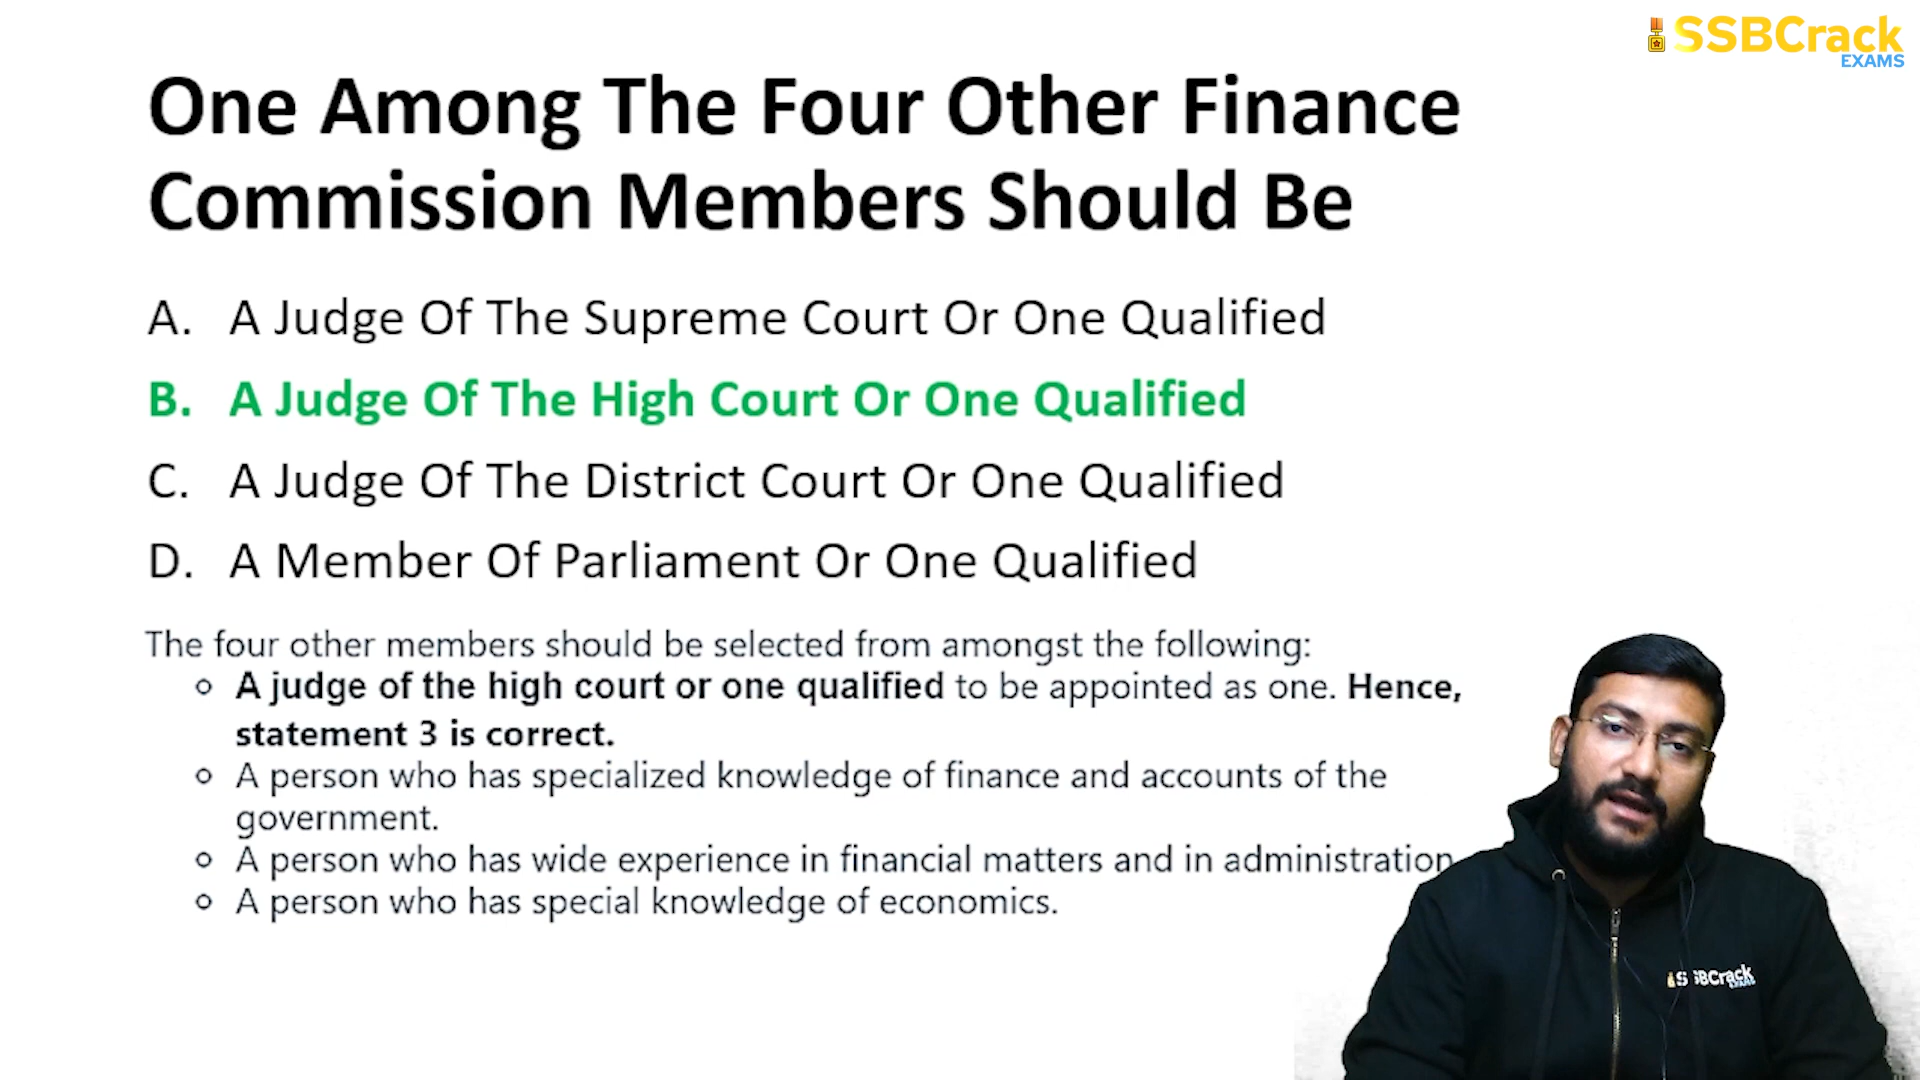 SSBCrack
EXAMS
One Among The Four Other Finance
Commission Members Should Be
A. A Judge Of The Supreme Court Or One Qualified
B. A Judge Of The High Court Or One Qualified
C. A Judge Of The District Court Or One Qualified
D. A Member Of Parliament Or One Qualified
The four other members should be selected from amongst the following:
A judge of the high court or one qualified to be appointed as one. Hence,
statement 3 is correct.
A person who has specialized knowledge of finance and accounts of the
government.
A person who has wide experience in financial matters and in administration
A person who has special knowledge of economics.
SSBCrack
EXAMS